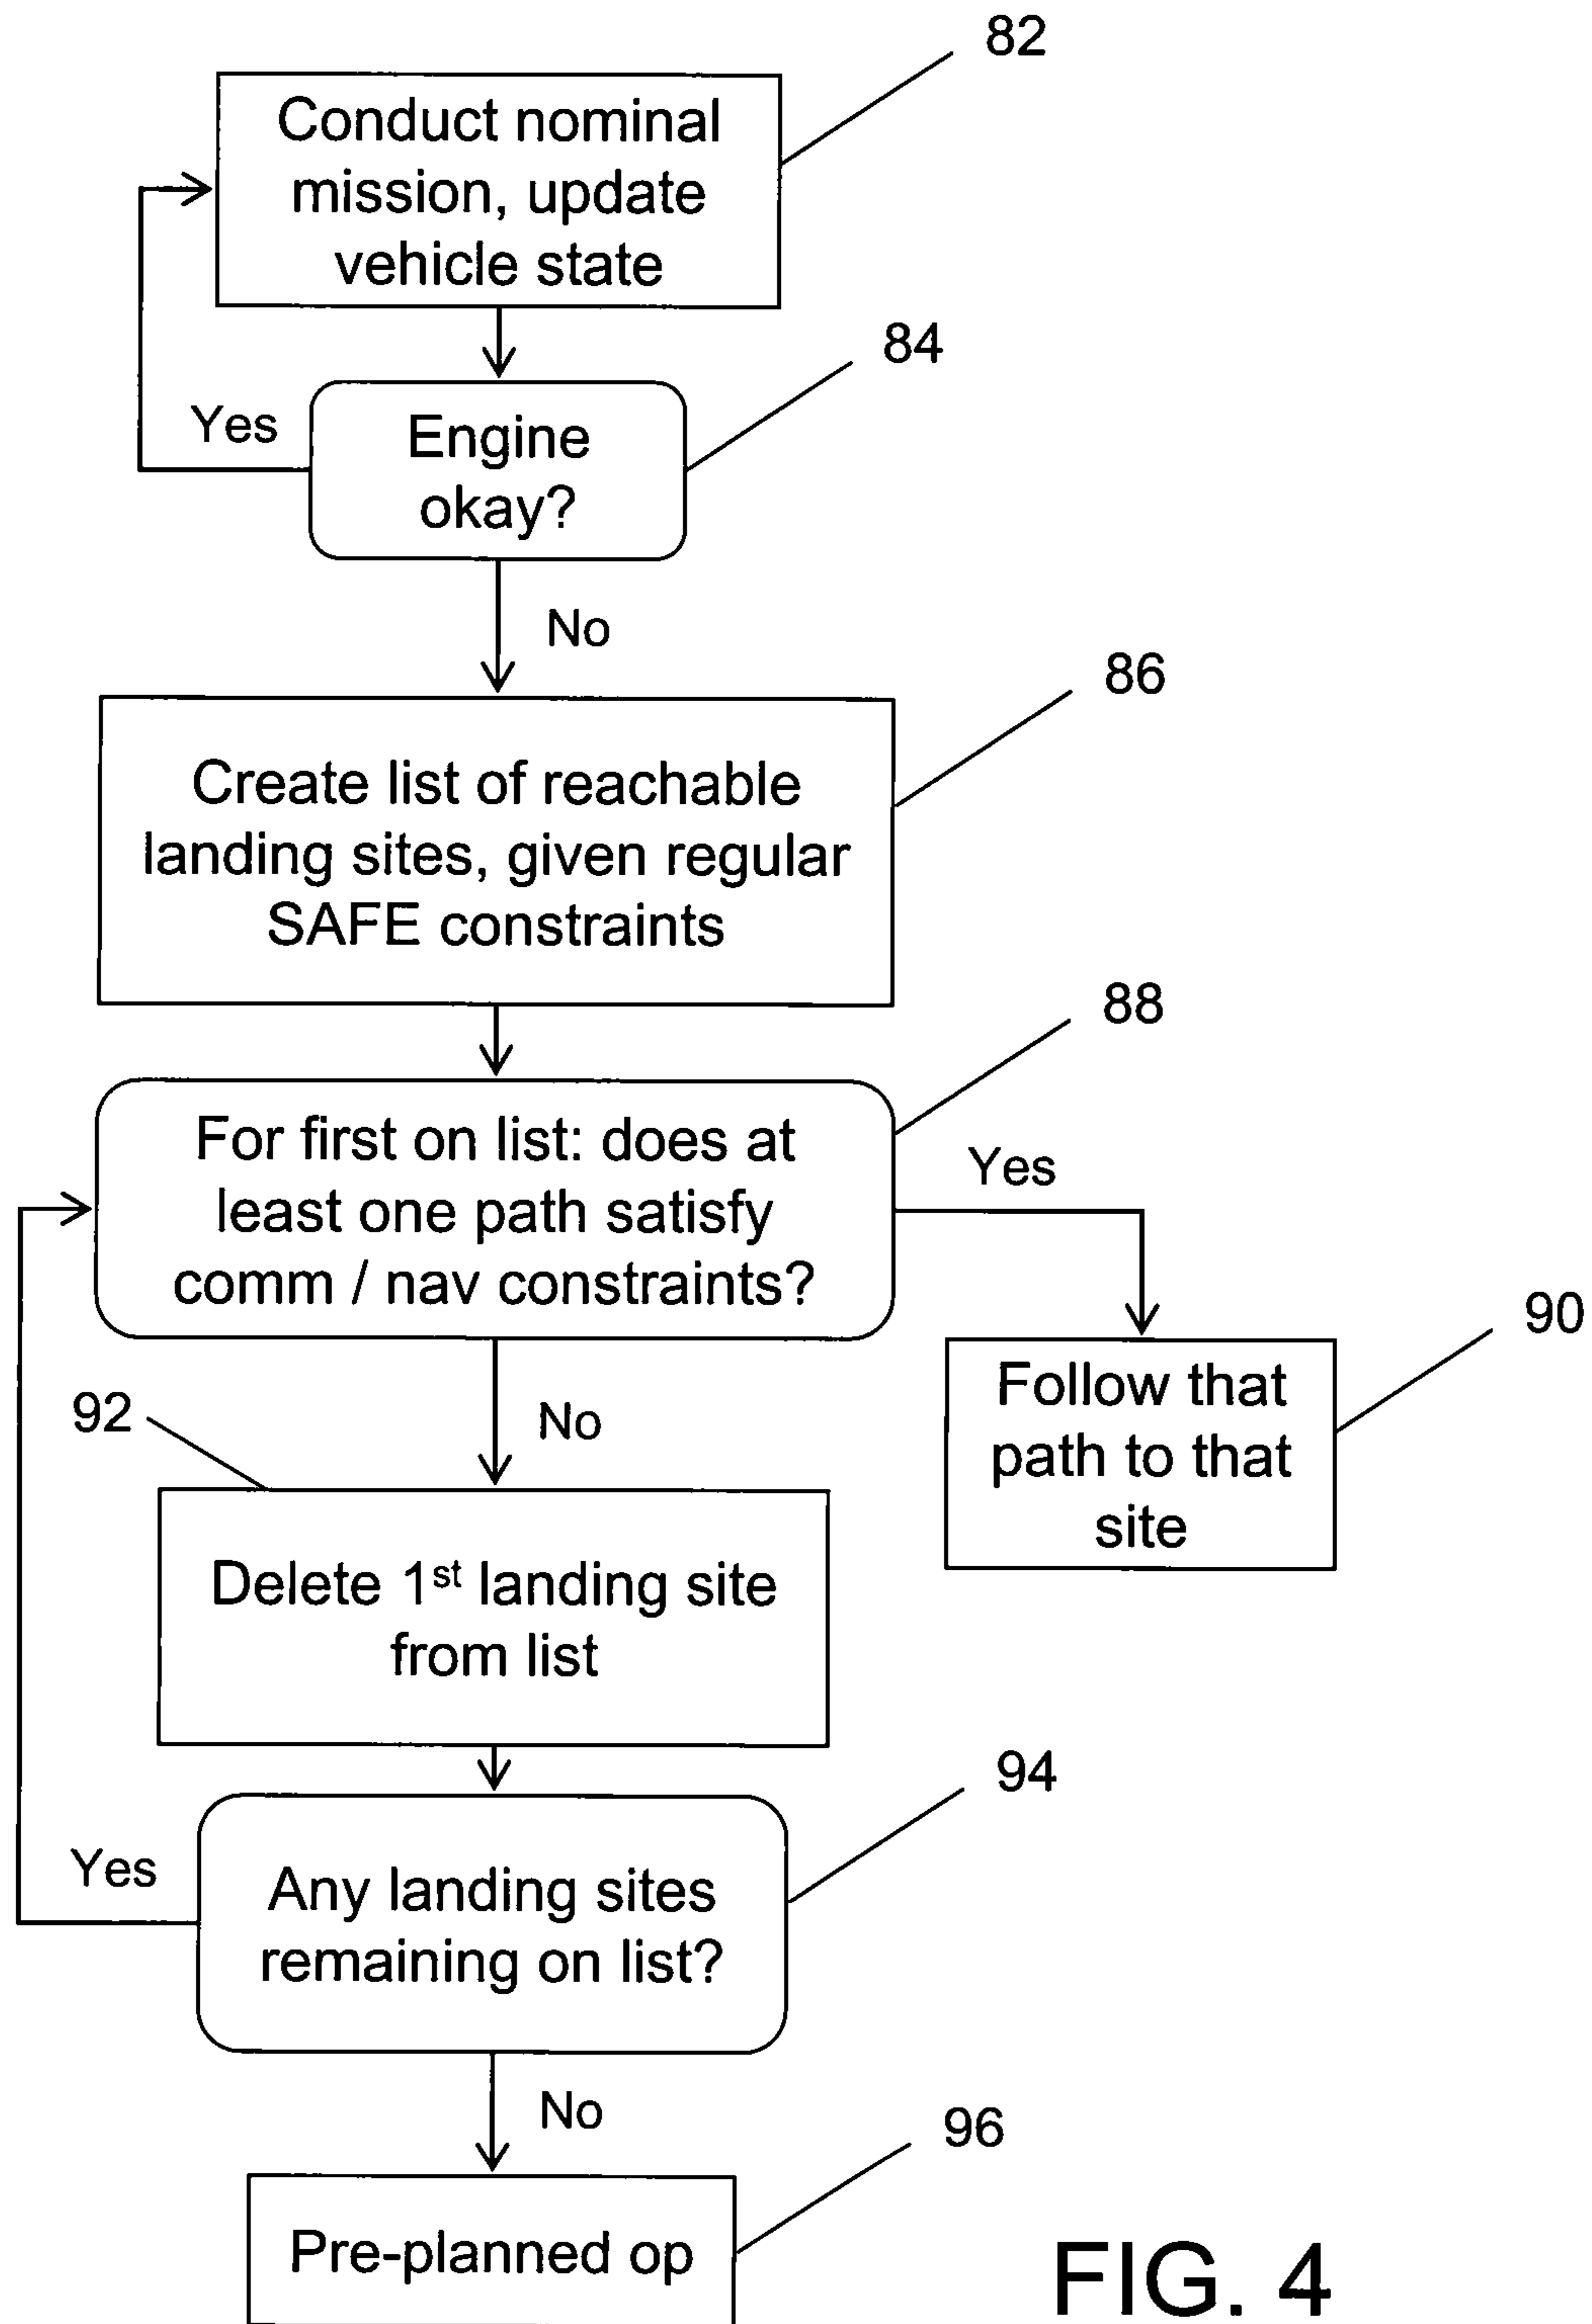 82
Conduct nominal
mission, update
vehicle state
84
Yes
Engine
okay?
No
86
Create list of reachable
landing sites, given regular
SAFE constraints
88
For first on list: does at
least one path satisfy
comm / nav constraints?
Yes
90
Follow that
path to that
site
92
No
Delete 1st landing site
from list
94
Yes
Any landing sites
remaining on list?
No
96
Pre-planned op
FIG. 4